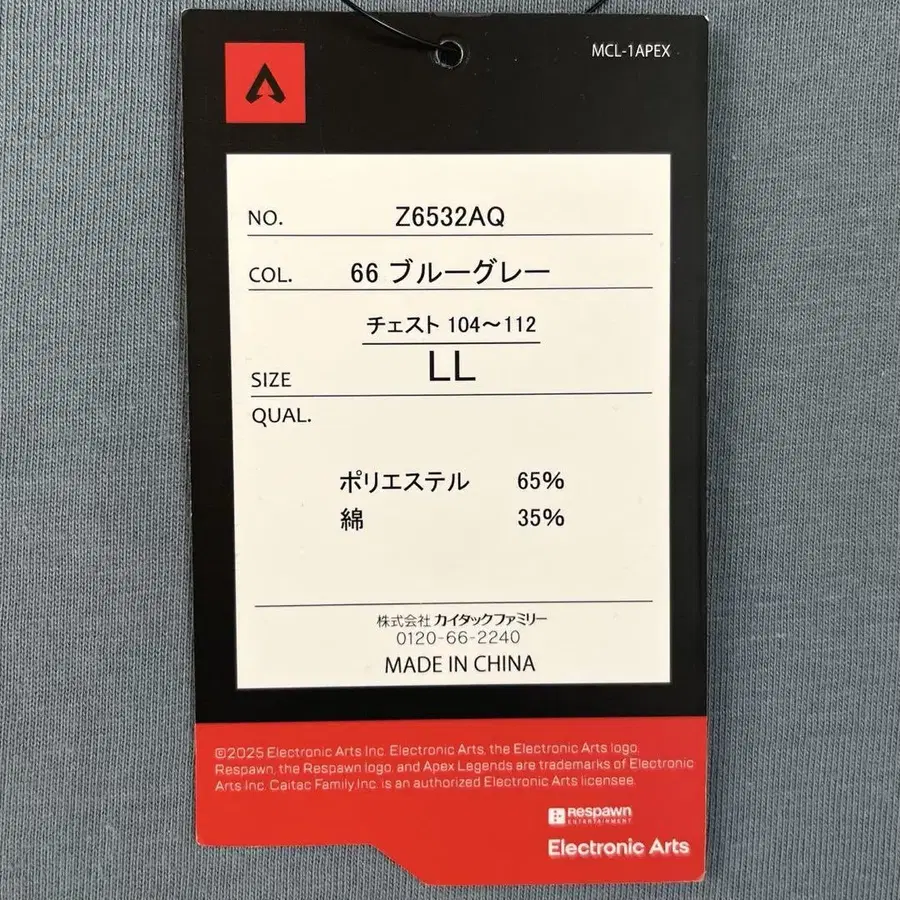 MCL-1APEX
NO. Z6532AQ
COL. 66 ブルーグレー
チェスト 104～112
SIZE LL
QUAL.
ポリエステル 65%
綿 35%
株式会社 カイタックファミリー
0120-66-2240
MADE IN CHINA
©2025 Electronic Arts Inc. Electronic Arts, the Electronic Arts logo,
Respawn, the Respawn logo, and Apex Legends are trademarks of Electronic
Arts Inc. Caitac Family,Inc. is an authorized Electronic Arts licensee.
Respawn
ENTERTAINMENT
Electronic Arts